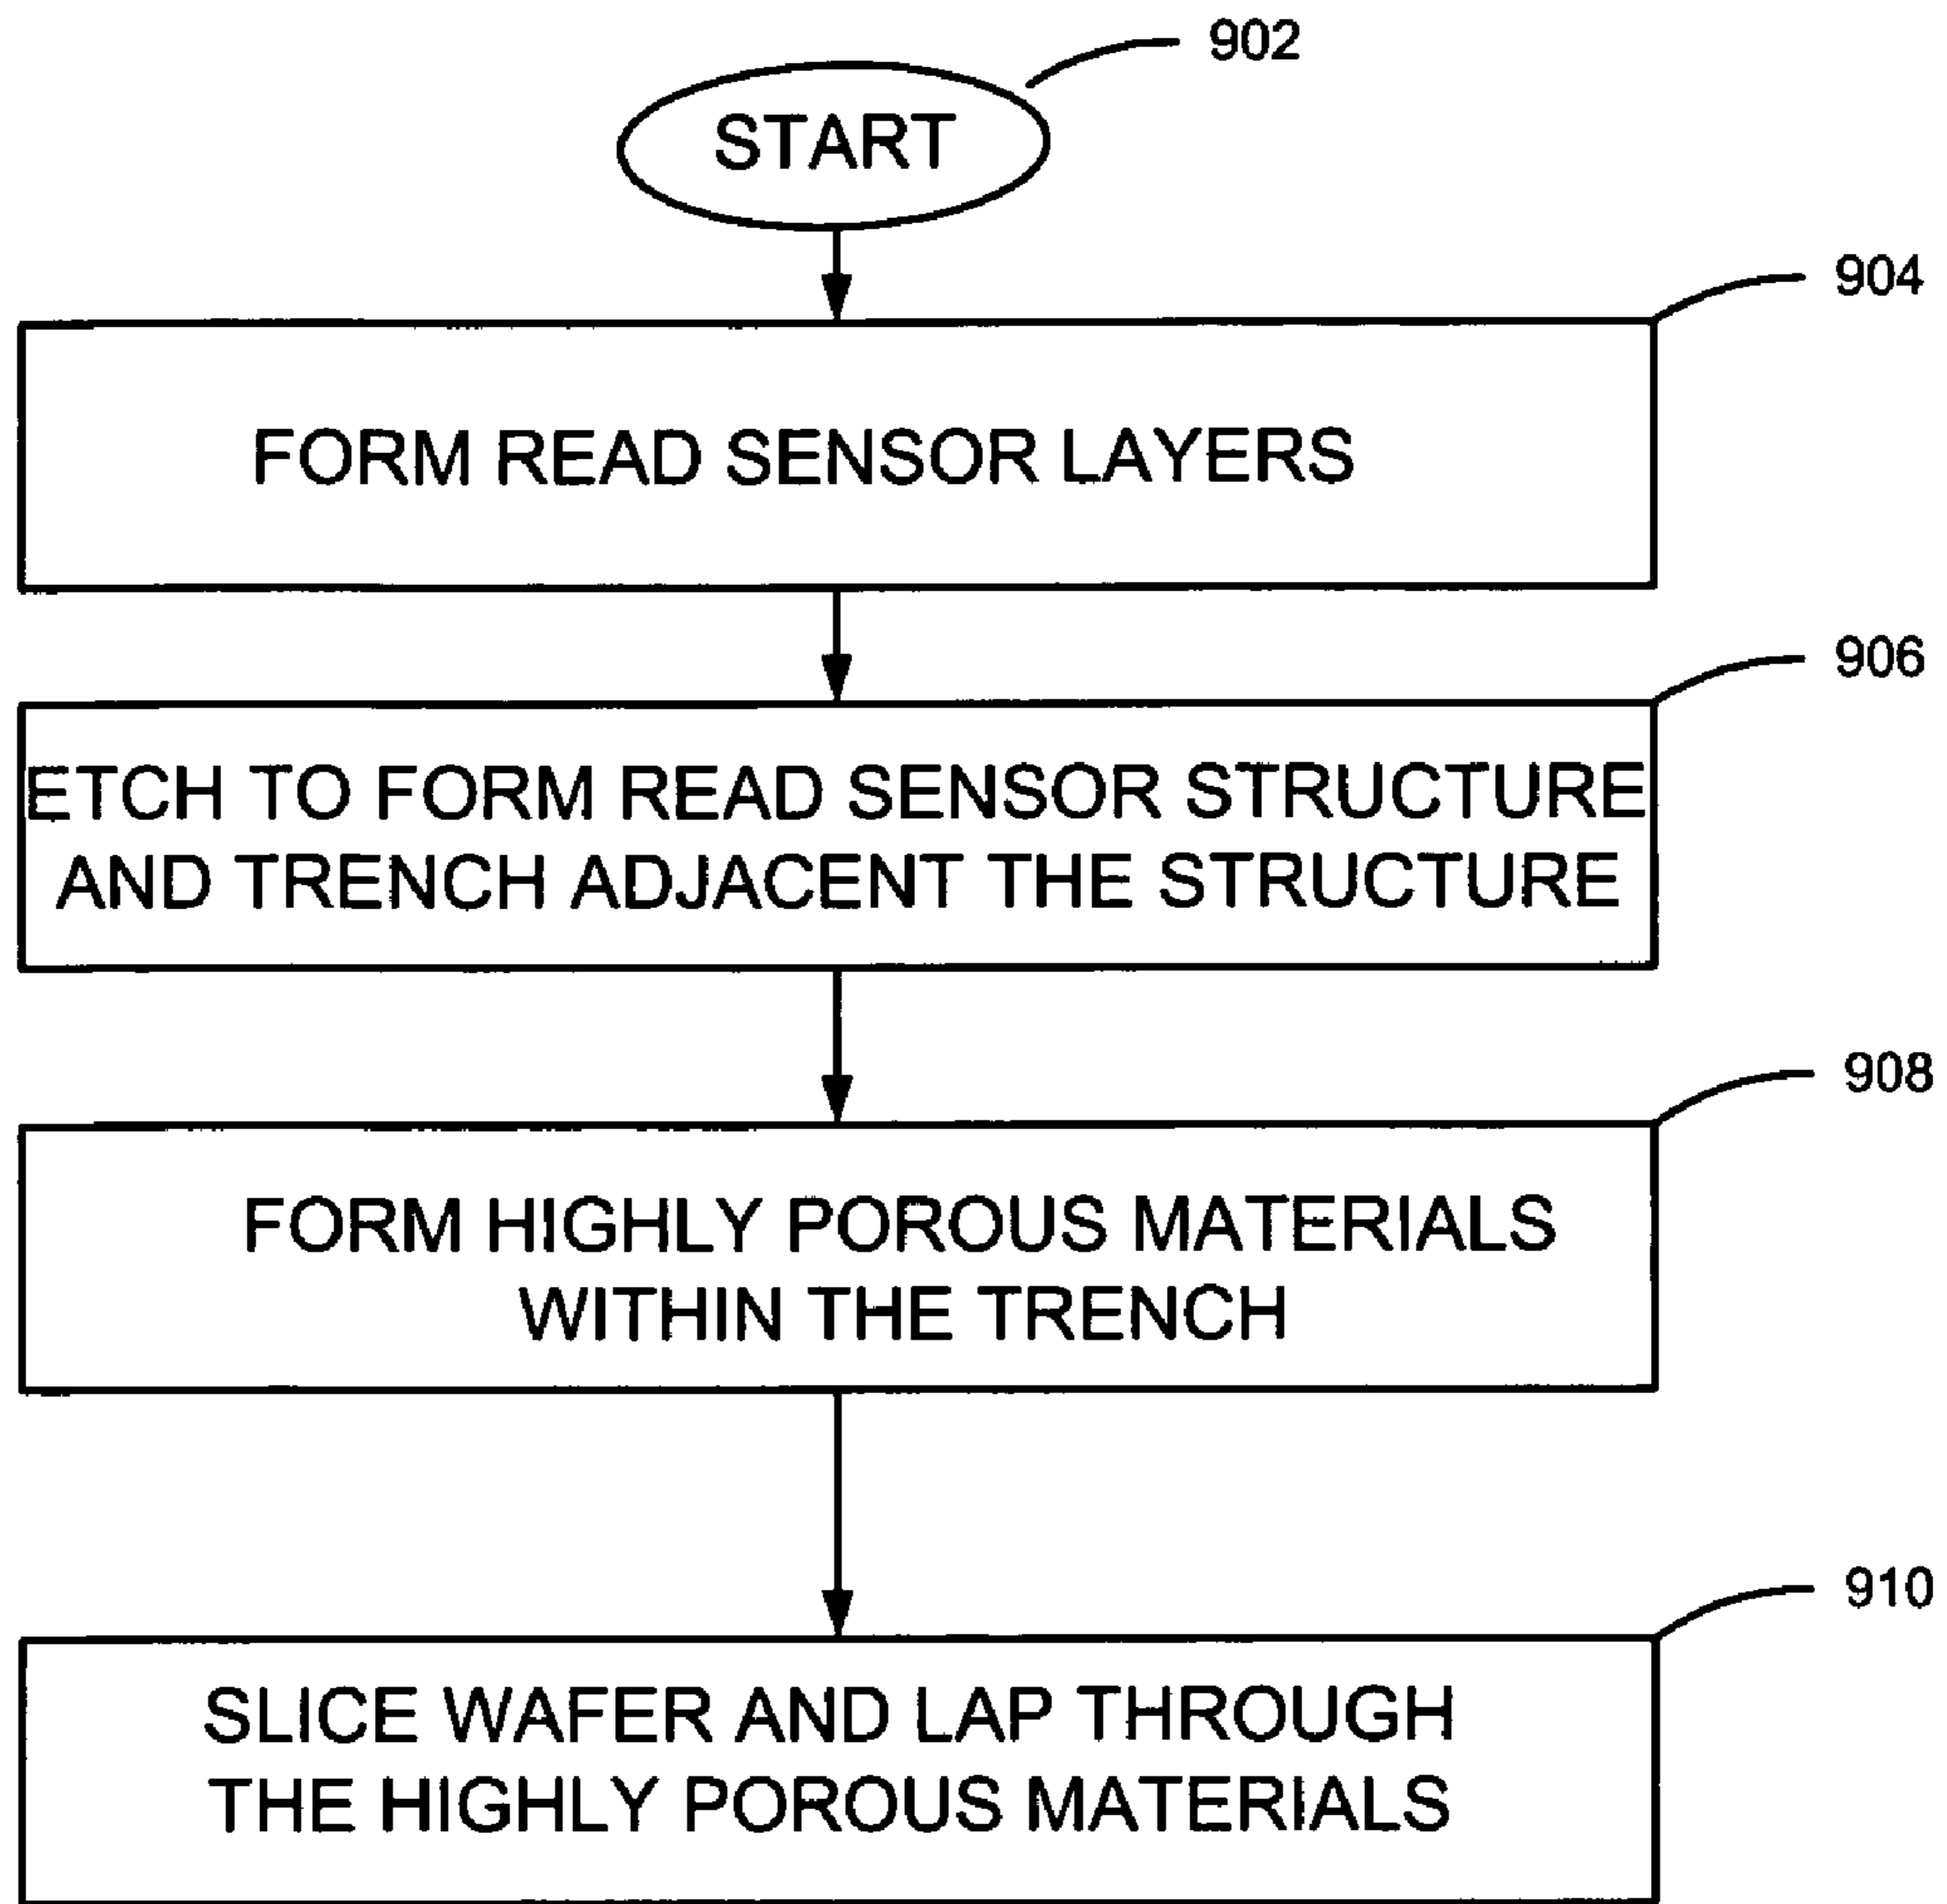 902
START
904
FORM READ SENSOR LAYERS
906
ETCH TO FORM READ SENSOR STRUCTURE
AND TRENCH ADJACENT THE STRUCTURE
908
FORM HIGHLY POROUS MATERIALS
WITHIN THE TRENCH
910
SLICE WAFER AND LAP THROUGH
THE HIGHLY POROUS MATERIALS